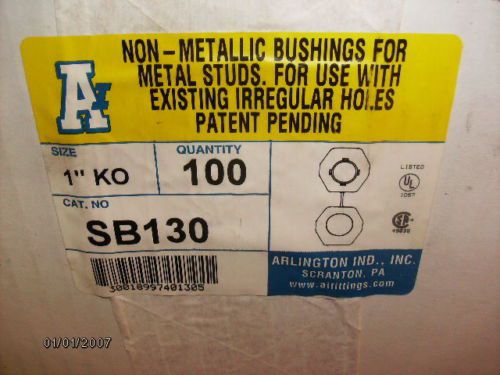 NON-METALLIC BUSHINGS FOR
METAL STUDS. FOR USE WITH
EXISTING IRREGULAR HOLES
PATENT PENDING
SIZE
QUANTITY
1" KO
100
CAT. NO
SB130
LISTED
UL
ARLINGTON IND., INC.
SCRANTON, PA
www.aifittings.com
30018997401305
01/01/2007